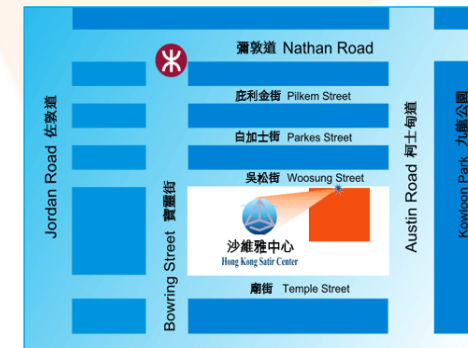 彌敦道 Nathan Road
庇利金街 Pilkem Street
白加士街 Parkes Street
吳松街 Woosung Street
沙維雅中心
Hong Kong Satir Center
廟街 Temple Street
Jordan Road 佐敦道
Bowring Street 寶靈街
Austin Road 柯士甸道
Kowloon Park 九龍公園